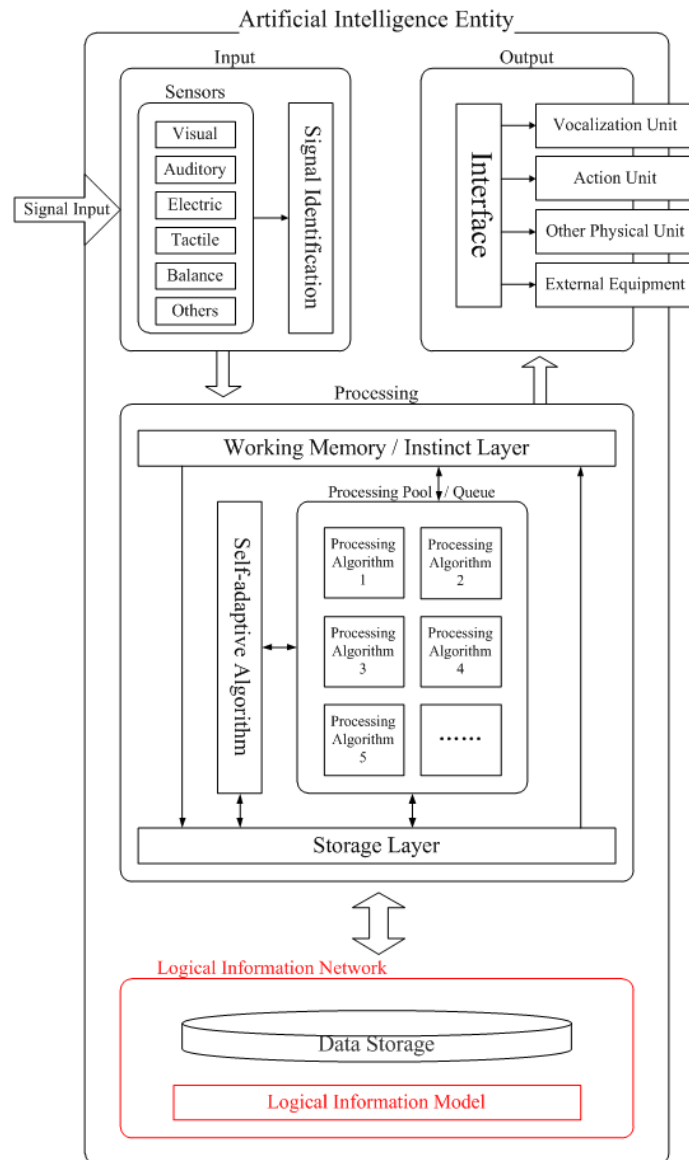 Artificial Intelligence Entity
Input
Sensors
Visual
Auditory
Electric
Tactile
Balance
Others
Signal Identification
Signal Input
Output
Interface
Vocalization Unit
Action Unit
Other Physical Unit
External Equipment
Processing
Working Memory / Instinct Layer
Processing Pool / Queue
Self-adaptive Algorithm
Processing
Algorithm
1
Processing
Algorithm
2
Processing
Algorithm
3
Processing
Algorithm
4
Processing
Algorithm
5
······
Storage Layer
Logical Information Network
Data Storage
Logical Information Model